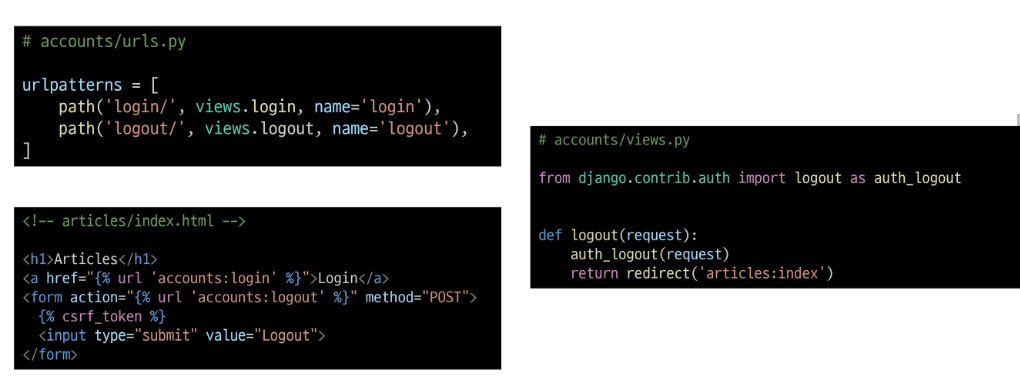 # accounts/urls.py
urlpatterns = [
    path('login/', views.login, name='login'),
    path('logout/', views.logout, name='logout'),
]
<!-- articles/index.html -->
<h1>Articles</h1>
<a href="{% url 'accounts:login' %}">Login</a>
<form action="{% url 'accounts:logout' %}" method="POST">
  {% csrf_token %}
  <input type="submit" value="Logout">
</form>
# accounts/views.py
from django.contrib.auth import logout as auth_logout
def logout(request):
    auth_logout(request)
    return redirect('articles:index')